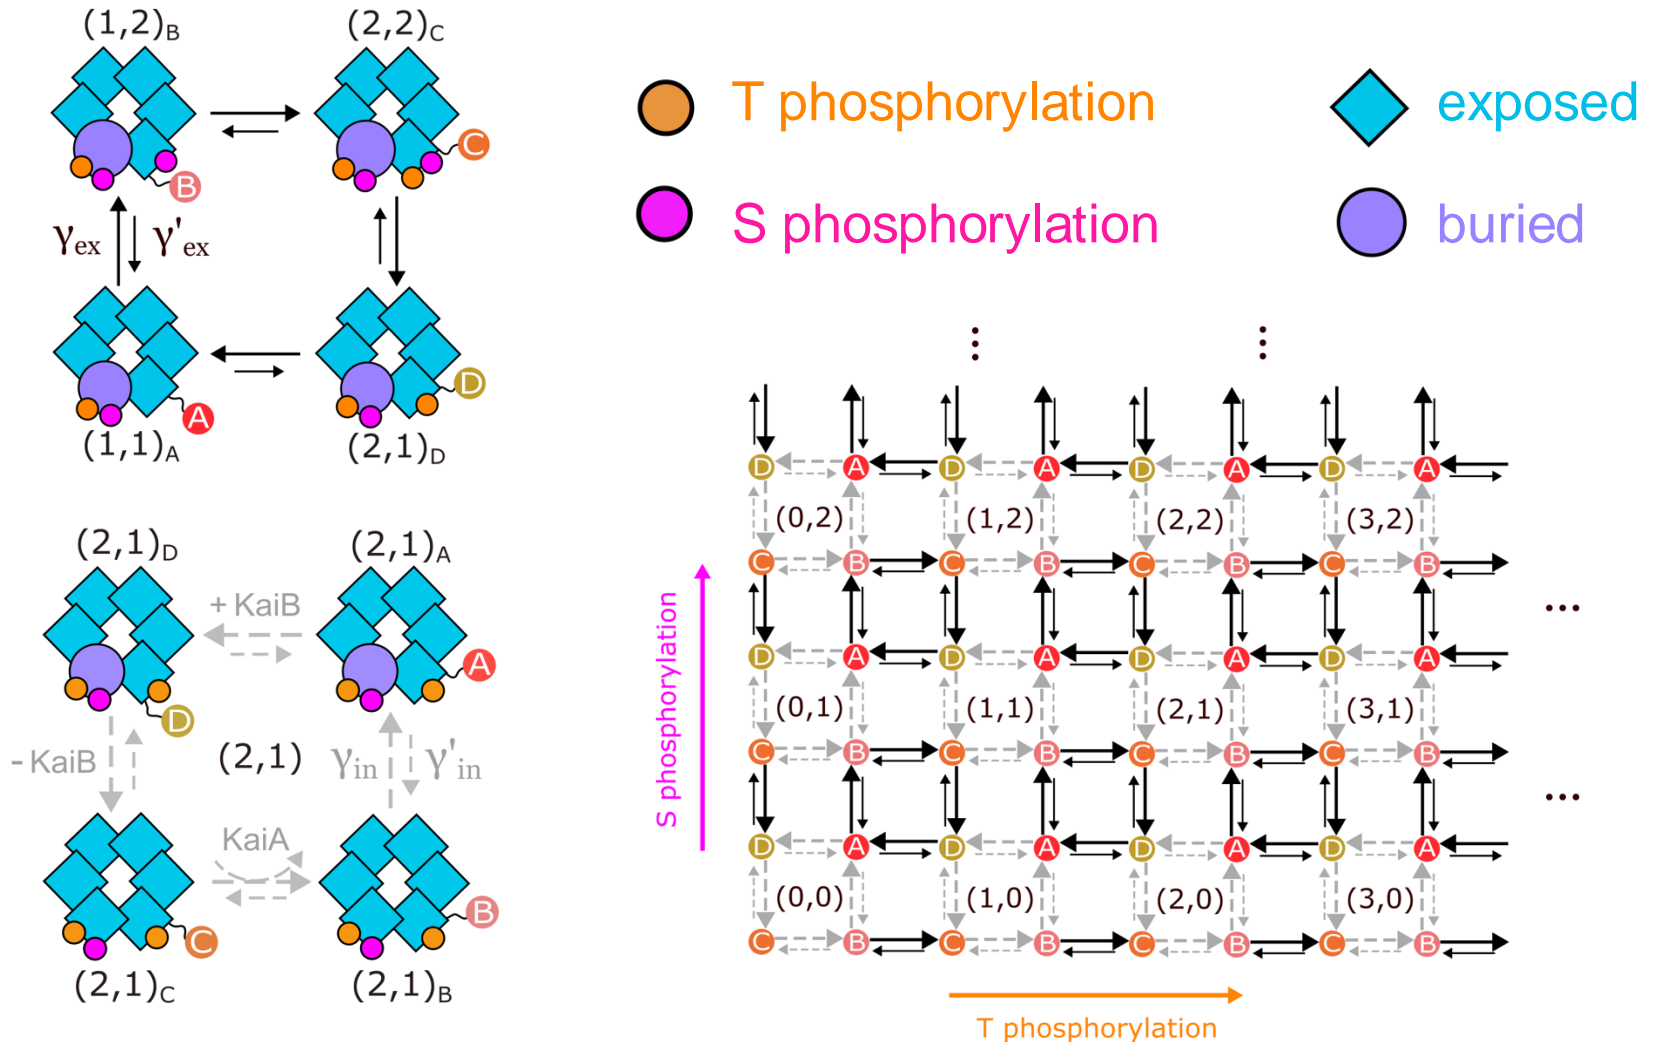 (1,2)B (2,2)C
T phosphorylation exposed
C
B
S phosphorylation buried
γex γ'ex
D
A
(1,1)A (2,1)D
⋮ ⋮
D A D A D A D A
(0,2) (1,2) (2,2) (3,2)
C B C B C B C B
(2,1)D (2,1)A
+ KaiB
A
D
- KaiB (2,1) γin γ'in
KaiA
B
C
(2,1)C (2,1)B
S phosphorylation
...
D A D A D A D A
(0,1) (1,1) (2,1) (3,1)
C B C B C B C B
...
D A D A D A D A
(0,0) (1,0) (2,0) (3,0)
C B C B C B C B
T phosphorylation